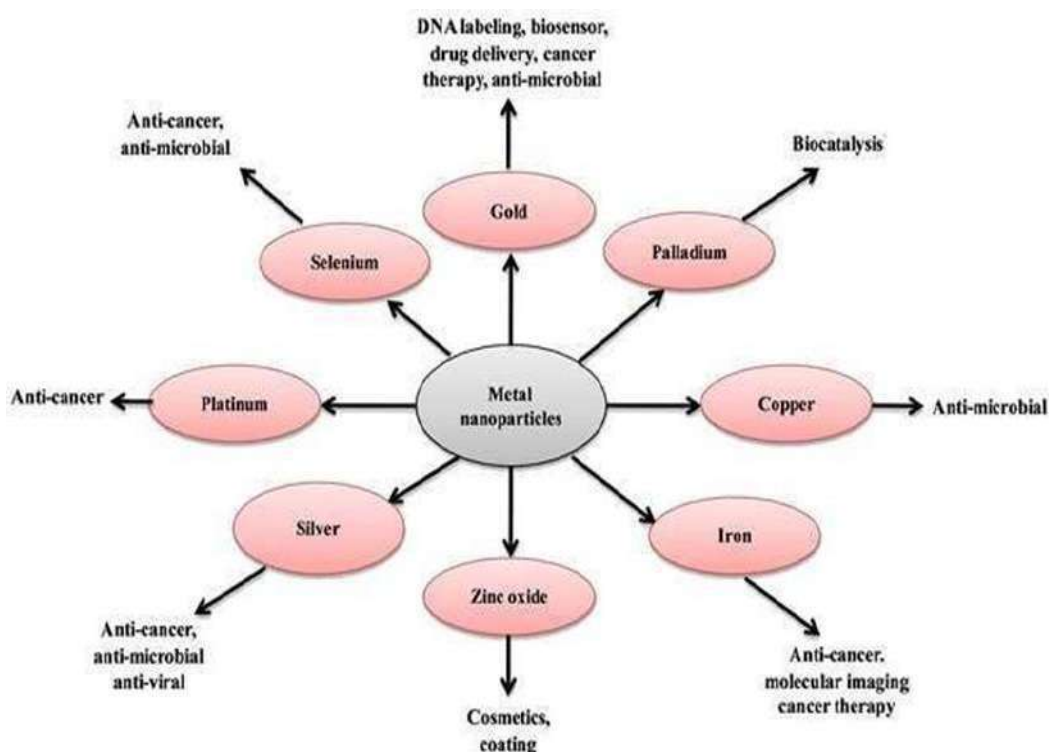 DNA labeling, biosensor,
drug delivery, cancer
therapy, anti-microbial
Anti-cancer,
anti-microbial
Biocatalysis
Gold
Selenium
Palladium
Anti-cancer
Platinum
Metal
nanoparticles
Copper
Anti-microbial
Silver
Iron
Zinc oxide
Anti-cancer,
anti-microbial
anti-viral
Anti-cancer.
molecular imaging
cancer therapy
Cosmetics,
coating